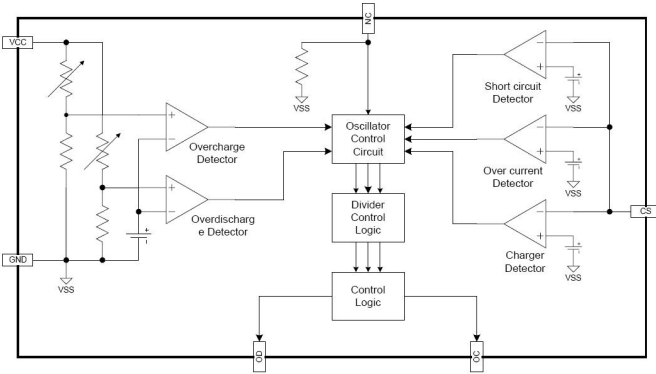 NC
VCC
VSS
Short circuit
Detector
VSS
Overcharge
Detector
Oscillator
Control
Circuit
Over current
Detector
VSS
Overdischarg
e Detector
Divider
Control
Logic
CS
Charger
Detector
VSS
GND
VSS
Control
Logic
OD
OC